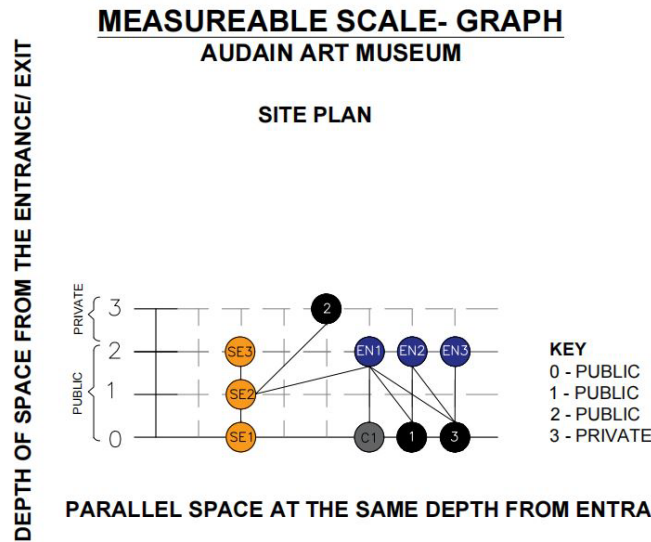 MEASUREABLE SCALE- GRAPH
AUDAIN ART MUSEUM
SITE PLAN
DEPTH OF SPACE FROM THE ENTRANCE/ EXIT
PRIVATE
PUBLIC
3
2
1
0
2
SE3
EN1
EN2
EN3
SE2
SE1
C1
1
3
KEY
0 - PUBLIC
1 - PUBLIC
2 - PUBLIC
3 - PRIVATE
PARALLEL SPACE AT THE SAME DEPTH FROM ENTRA